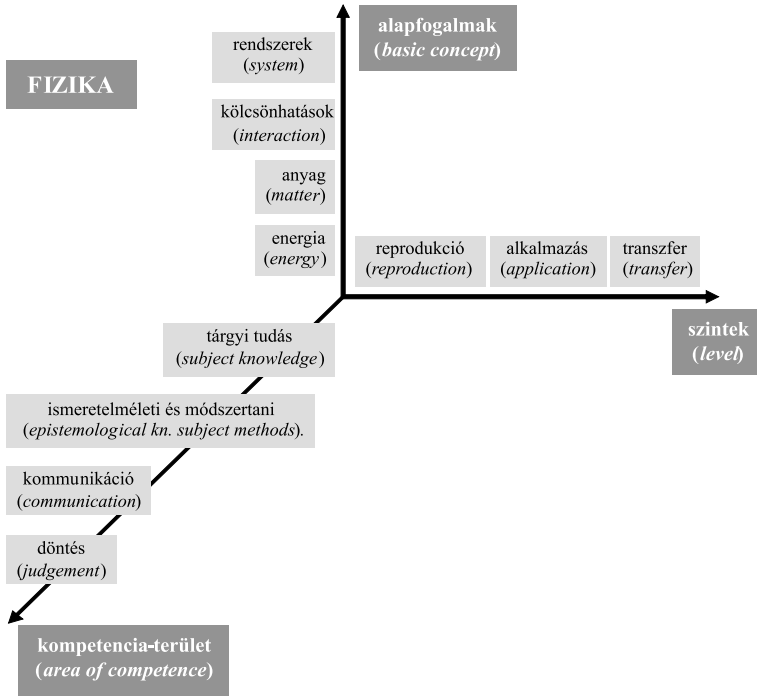 FIZIKA
alapfogalmak
(basic concept)
rendszerek
(system)
kölcsönhatások
(interaction)
anyag
(matter)
energia
(energy)
reprodukció
(reproduction)
alkalmazás
(application)
transzfer
(transfer)
szintek
(level)
tárgyi tudás
(subject knowledge)
ismeretelméleti és módszertani
(epistemological kn. subject methods).
kommunikáció
(communication)
döntés
(judgement)
kompetencia-terület
(area of competence)